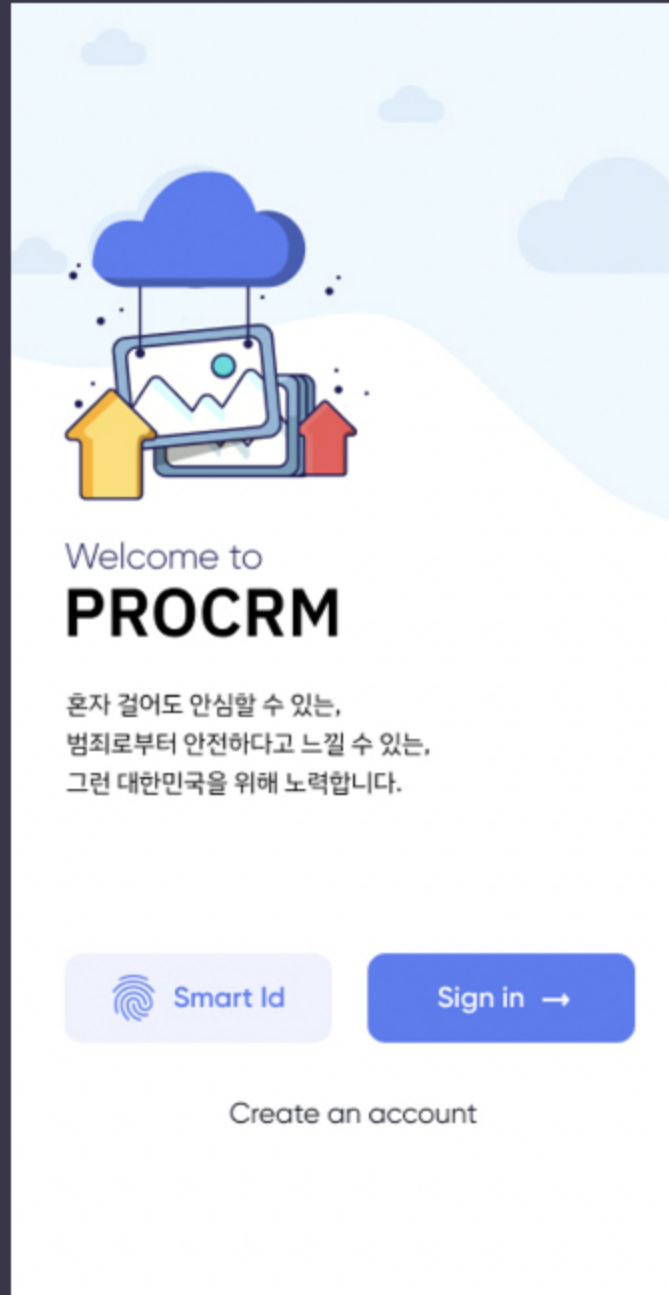 Welcome to
PROCRM
혼자 걸어도 안심할 수 있는,
범죄로부터 안전하다고 느낄 수 있는,
그런 대한민국을 위해 노력합니다.
Smart Id
Sign in →
Create an account